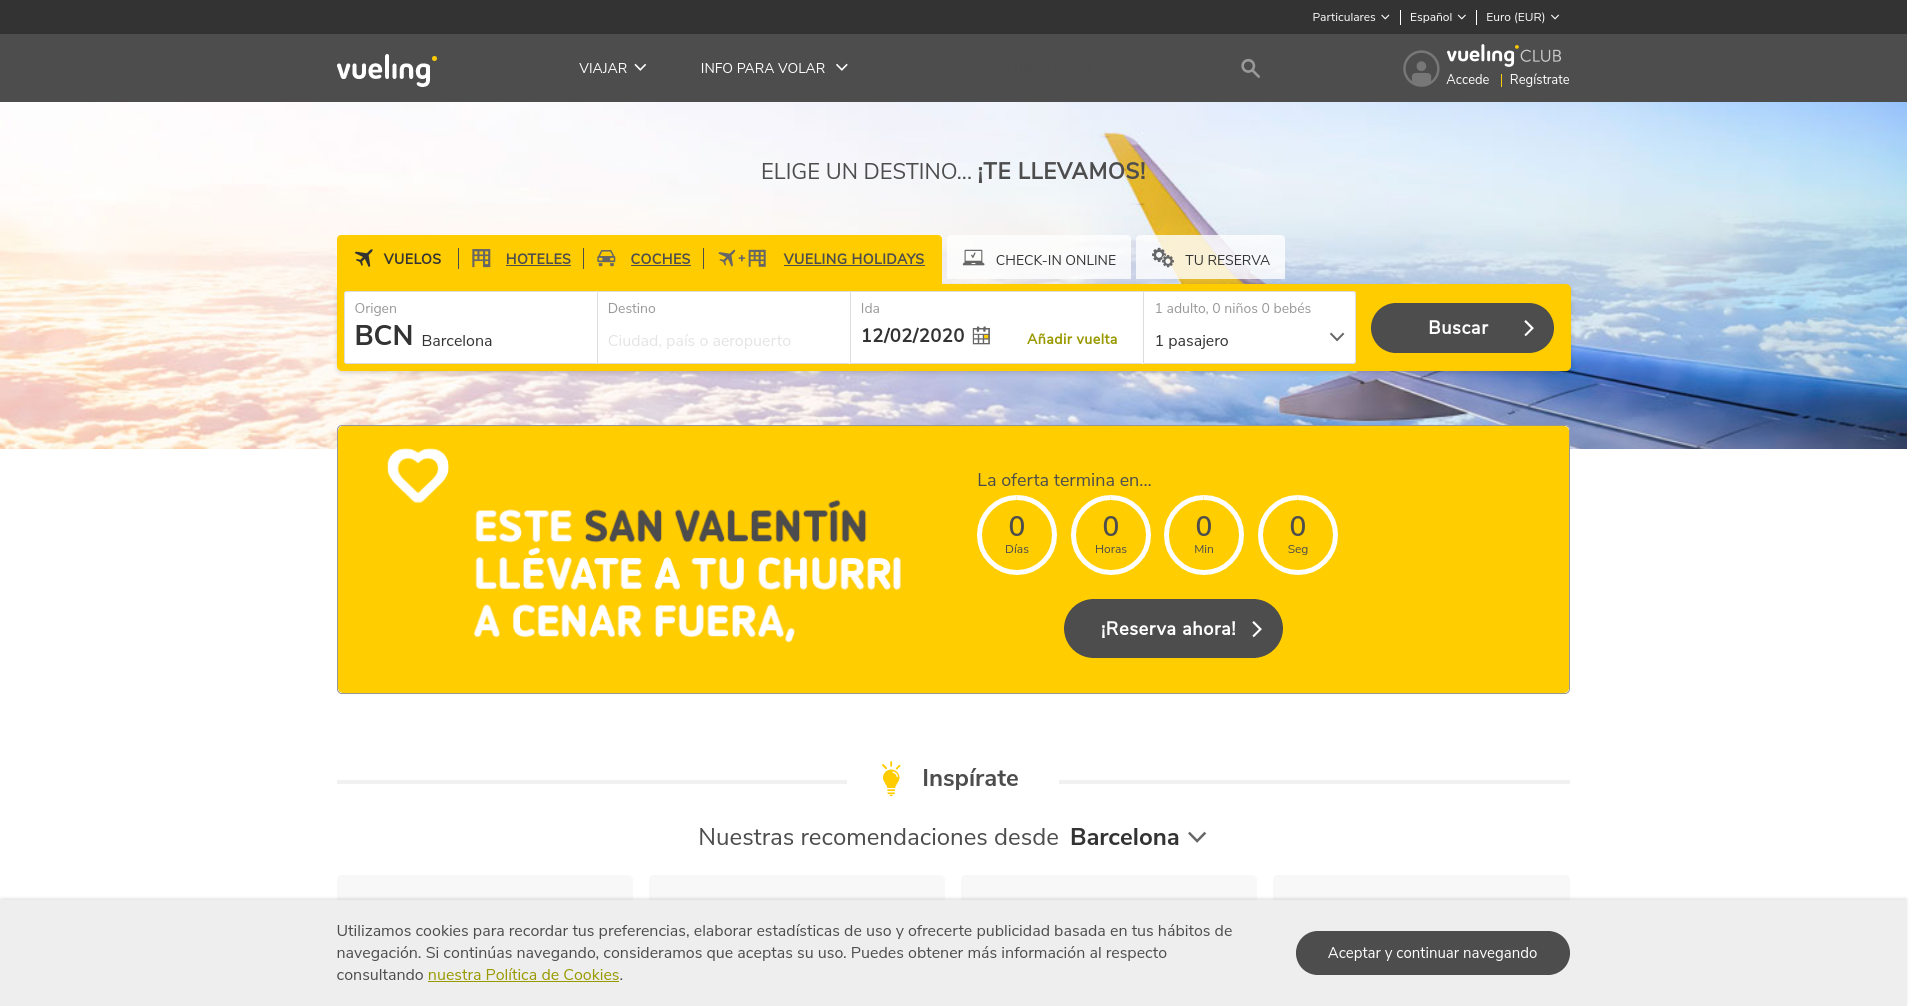 Particulares
Español
Euro (EUR)
vueling
VIAJAR
INFO PARA VOLAR
vueling CLUB
Accede | Regístrate
ELIGE UN DESTINO... ¡TE LLEVAMOS!
VUELOS
HOTELES
COCHES
+
VUELING HOLIDAYS
CHECK-IN ONLINE
TU RESERVA
Origen
BCN Barcelona
Destino
Ciudad, país o aeropuerto
Ida
12/02/2020
Añadir vuelta
1 adulto, 0 niños 0 bebés
1 pasajero
Buscar
ESTE SAN VALENTÍN
LLÉVATE A TU CHURRI
A CENAR FUERA,
La oferta termina en...
0 0 0 0
Días Horas Min Seg
¡Reserva ahora!
Inspírate
Nuestras recomendaciones desde Barcelona
Utilizamos cookies para recordar tus preferencias, elaborar estadísticas de uso y ofrecerte publicidad basada en tus hábitos de
navegación. Si continúas navegando, consideramos que aceptas su uso. Puedes obtener más información al respecto
consultando nuestra Política de Cookies.
Aceptar y continuar navegando